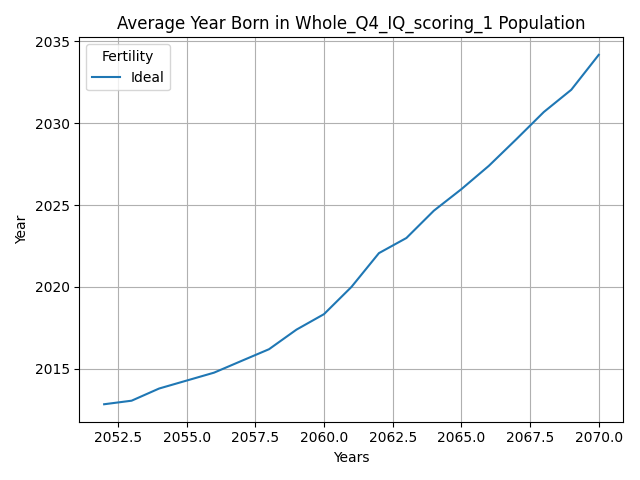 Average Year Born in Whole_Q4_IQ_scoring_1 Population
2035
2030
2025
2020
2015
Year
Fertility
Ideal
2052.5 2055.0 2057.5 2060.0 2062.5 2065.0 2067.5 2070.0
Years